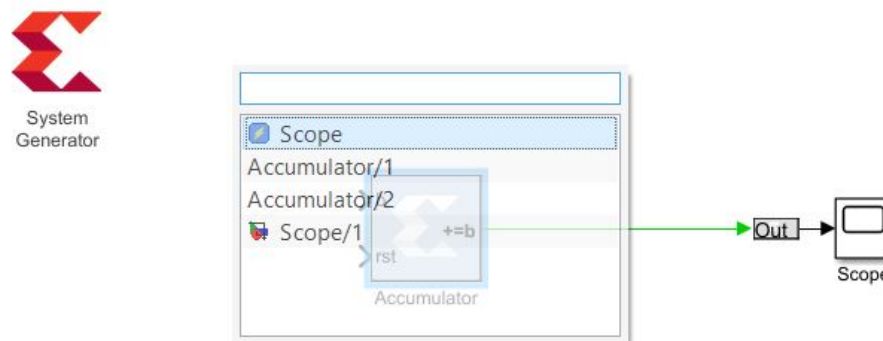 System
Generator
Scope
Accumulator/1
Accumulator/2
Scope/1
+=b
rst
Accumulator
Out
Scope